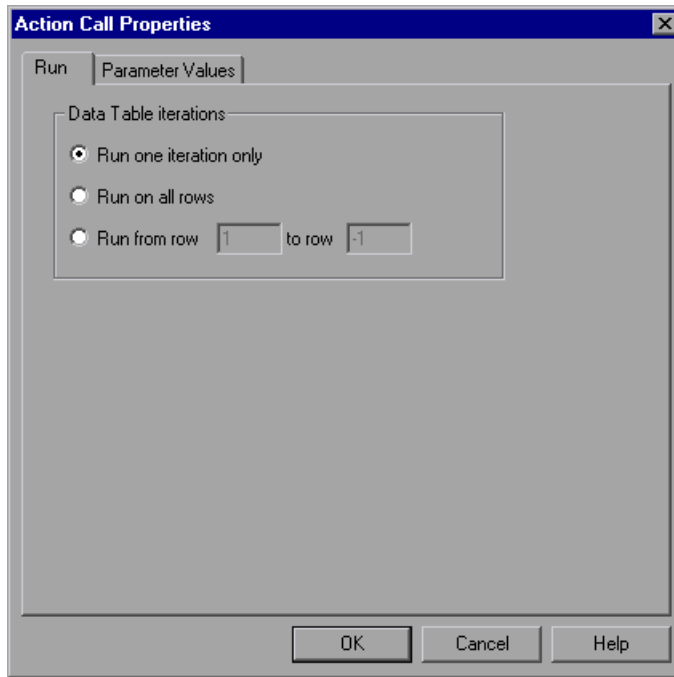 Action Call Properties
Run Parameter Values
Data Table iterations
Run one iteration only
Run on all rows
Run from row 1 to row -1
OK Cancel Help